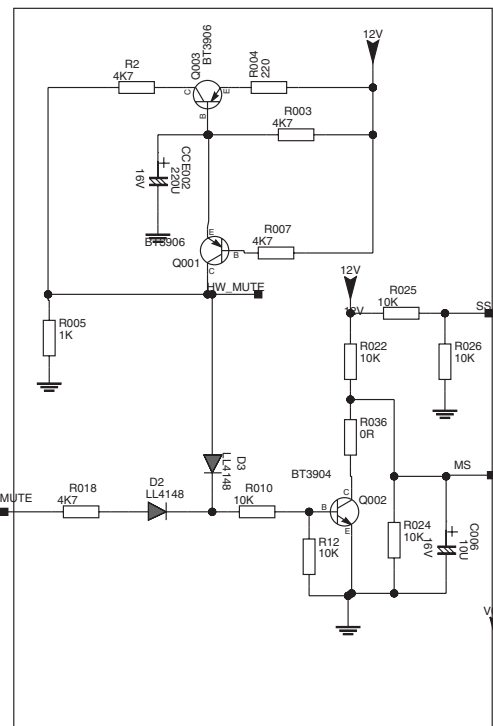 12V
R2
4K7
Q003
BT3906
C
E
B
R004
220
R003
4K7
CCE002
220U
16V
BT3906
Q001
E
B
C
R007
4K7
HW_MUTE
12V
12V
R025
10K
SS
R005
1K
R022
10K
R026
10K
R036
0R
D3
LL4148
BT3904
MS
MUTE
R018
4K7
D2
LL4148
R010
10K
B
C
E
Q002
R12
10K
R024
10K
C006
10U
16V